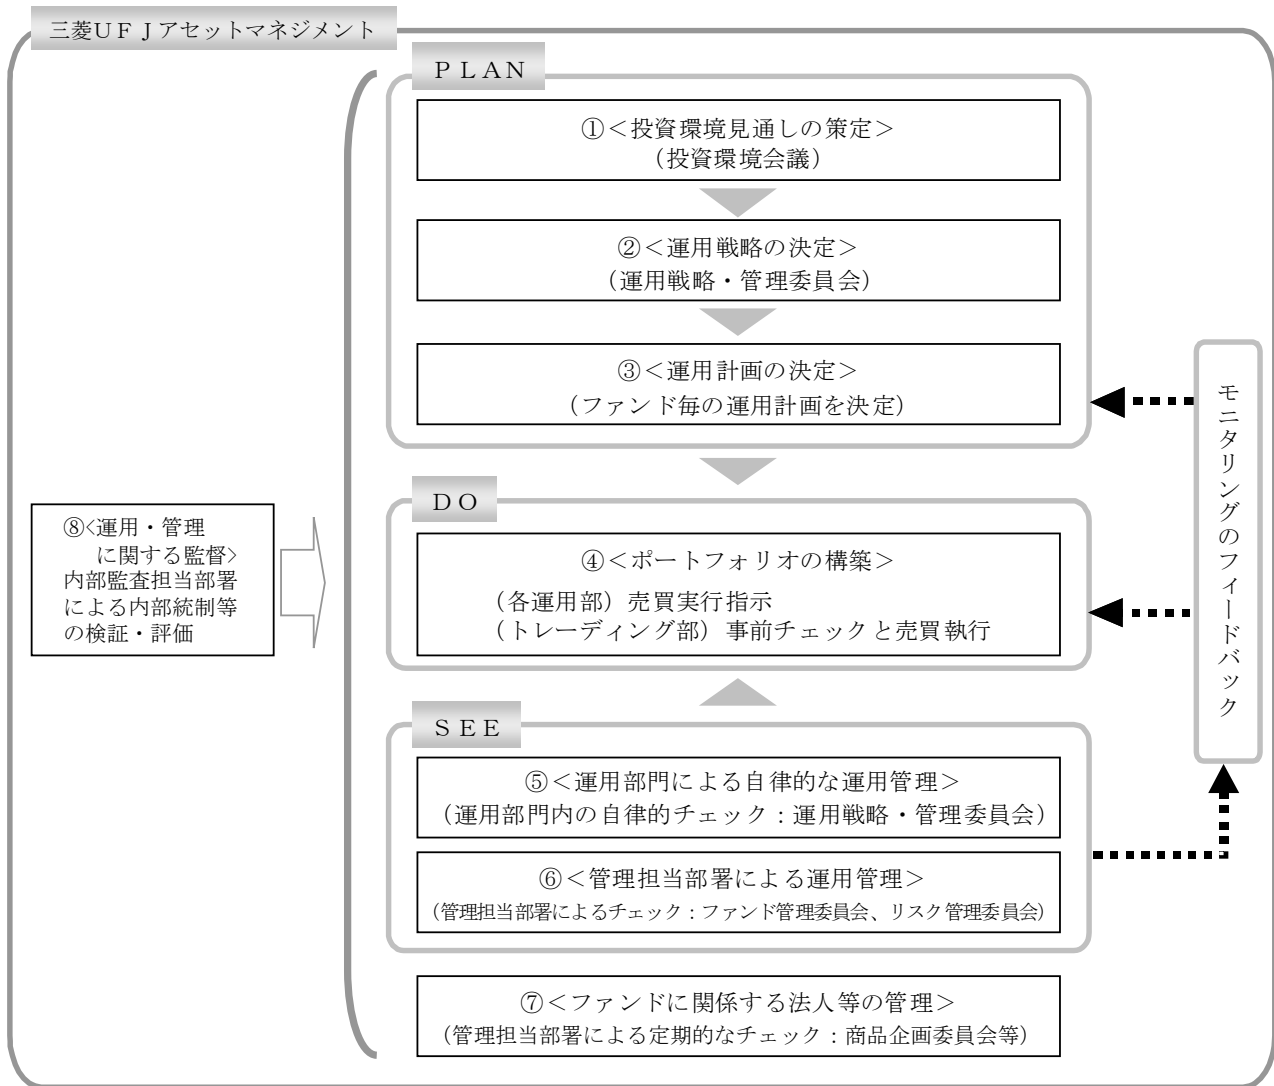 三菱UFJアセットマネジメント
PLAN
①<投資環境見通しの策定>
(投資環境会議)
②<運用戦略の決定>
(運用戦略・管理委員会)
③<運用計画の決定>
(ファンド毎の運用計画を決定)
DO
④<ポートフォリオの構築>
(各運用部)売買実行指示
(トレーディング部)事前チェックと売買執行
SEE
⑤<運用部門による自律的な運用管理>
(運用部門内の自律的チェック:運用戦略・管理委員会)
⑥<管理担当部署による運用管理>
(管理担当部署によるチェック:ファンド管理委員会、リスク管理委員会)
⑦<ファンドに関係する法人等の管理>
(管理担当部署による定期的なチェック:商品企画委員会等)
⑧<運用・管理
に関する監督>
内部監査担当部署
による内部統制等
の検証・評価
モニタリングのフィードバック